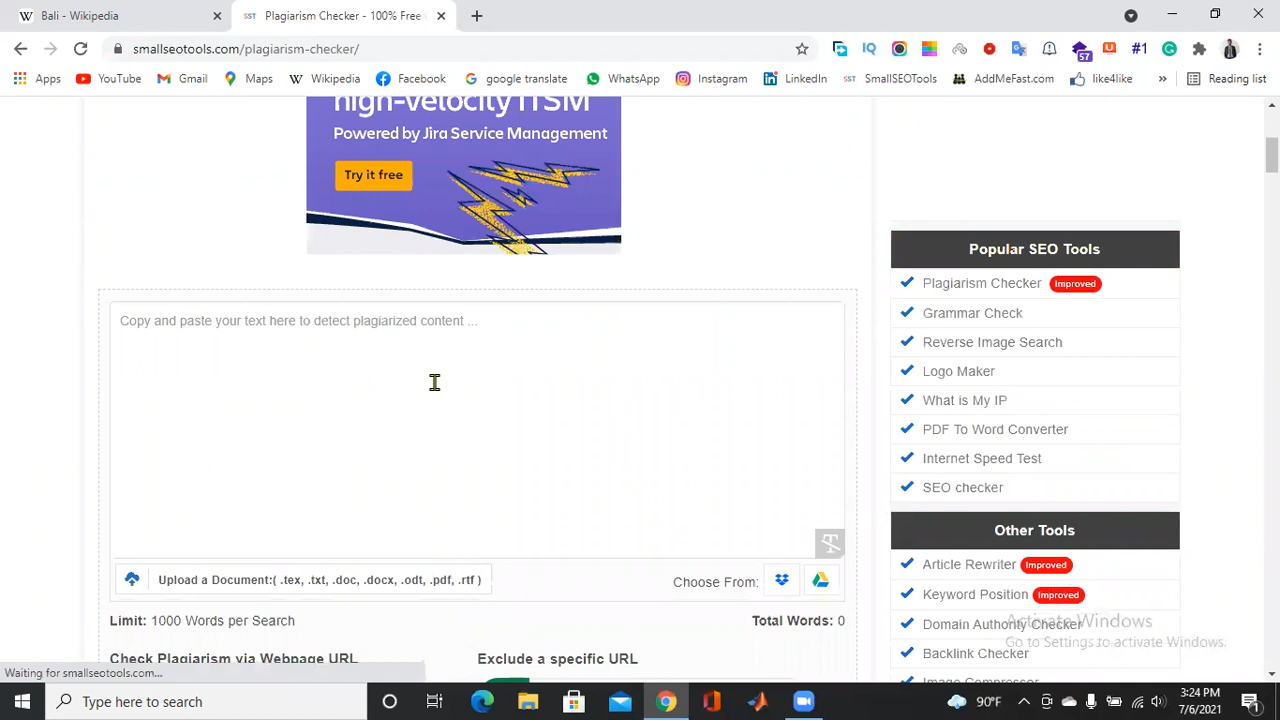 Bali - Wikipedia
SST Plagiarism Checker - 100% Free
smallseotools.com/plagiarism-checker/
57
#1
Apps YouTube Gmail Maps Wikipedia Facebook google translate WhatsApp Instagram LinkedIn SST SmallSEOTools AddMeFast.com like4like » Reading list
high-velocity ITSM
Powered by Jira Service Management
Try it free
Copy and paste your text here to detect plagiarized content ...
Upload a Document:( .tex, .txt, .doc, .docx, .odt, .pdf, .rtf )
Choose From:
Limit: 1000 Words per Search
Total Words: 0
Check Plagiarism via Webpage URL
Exclude a specific URL
Popular SEO Tools
Plagiarism Checker Improved
Grammar Check
Reverse Image Search
Logo Maker
What is My IP
PDF To Word Converter
Internet Speed Test
SEO checker
Other Tools
Article Rewriter Improved
Keyword Position Improved
Domain Authority Checker
Backlink Checker
Image Compressor
Activate Windows
Go to Settings to activate Windows.
Waiting for smallseotools.com...
Type here to search
90°F
3:24 PM
7/6/2021
1